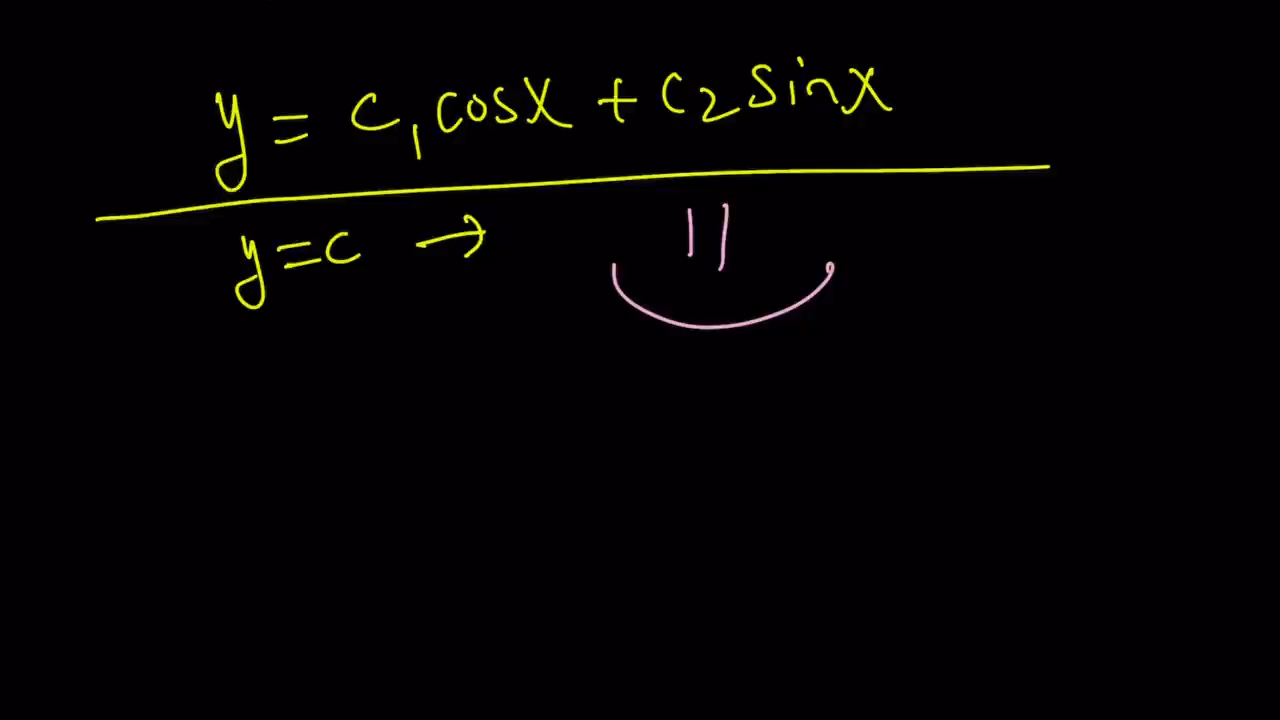 y = c₁cosx + c₂sinx
y = c →